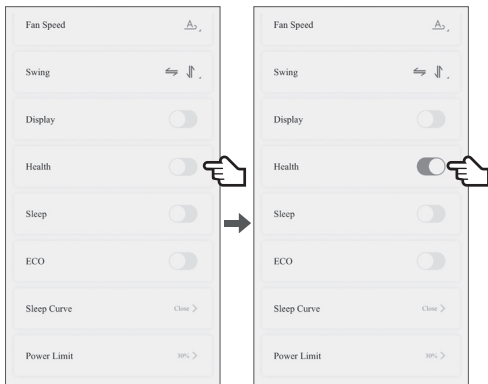 Fan Speed A
Swing
Display
Health
Sleep
ECO
Sleep Curve Close >
Power Limit 30% >
Fan Speed A
Swing
Display
Health
Sleep
ECO
Sleep Curve Close >
Power Limit 30% >